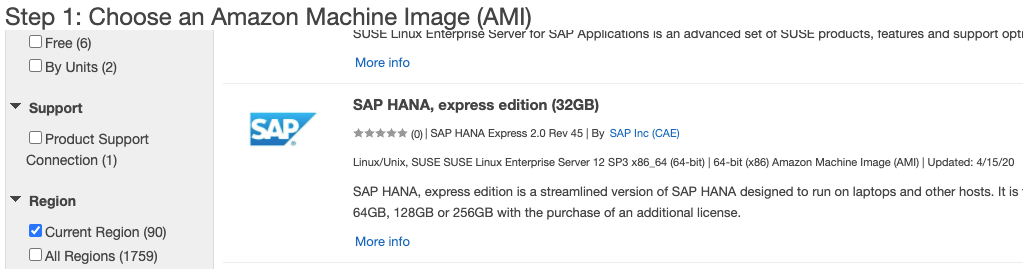 Step 1: Choose an Amazon Machine Image (AMI)
Free (6)
By Units (2)
Support
Product Support
Connection (1)
Region
Current Region (90)
All Regions (1759)
SUSE Linux Enterprise Server for SAP Applications is an advanced set of SUSE products, features and support opti
More info
SAP
SAP HANA, express edition (32GB)
(0) | SAP HANA Express 2.0 Rev 45 | By SAP Inc (CAE)
Linux/Unix, SUSE SUSE Linux Enterprise Server 12 SP3 x86_64 (64-bit) | 64-bit (x86) Amazon Machine Image (AMI) | Updated: 4/15/20
SAP HANA, express edition is a streamlined version of SAP HANA designed to run on laptops and other hosts. It is
64GB, 128GB or 256GB with the purchase of an additional license.
More info